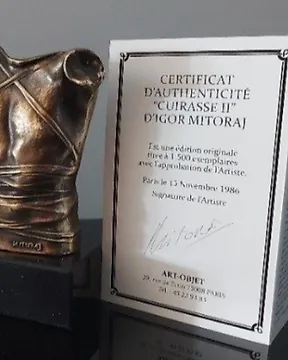 CERTIFICAT
D'AUTHENTICITÉ
"CUIRASSE II"
D'IGOR MITORAJ
Est une édition originale
à 1 500 exemplaires
avec l'approbation de l'Artiste.
Paris le 15 Novembre 1986
Signature de l'Artiste
Mitoraj
ART-OBJET
PARIS